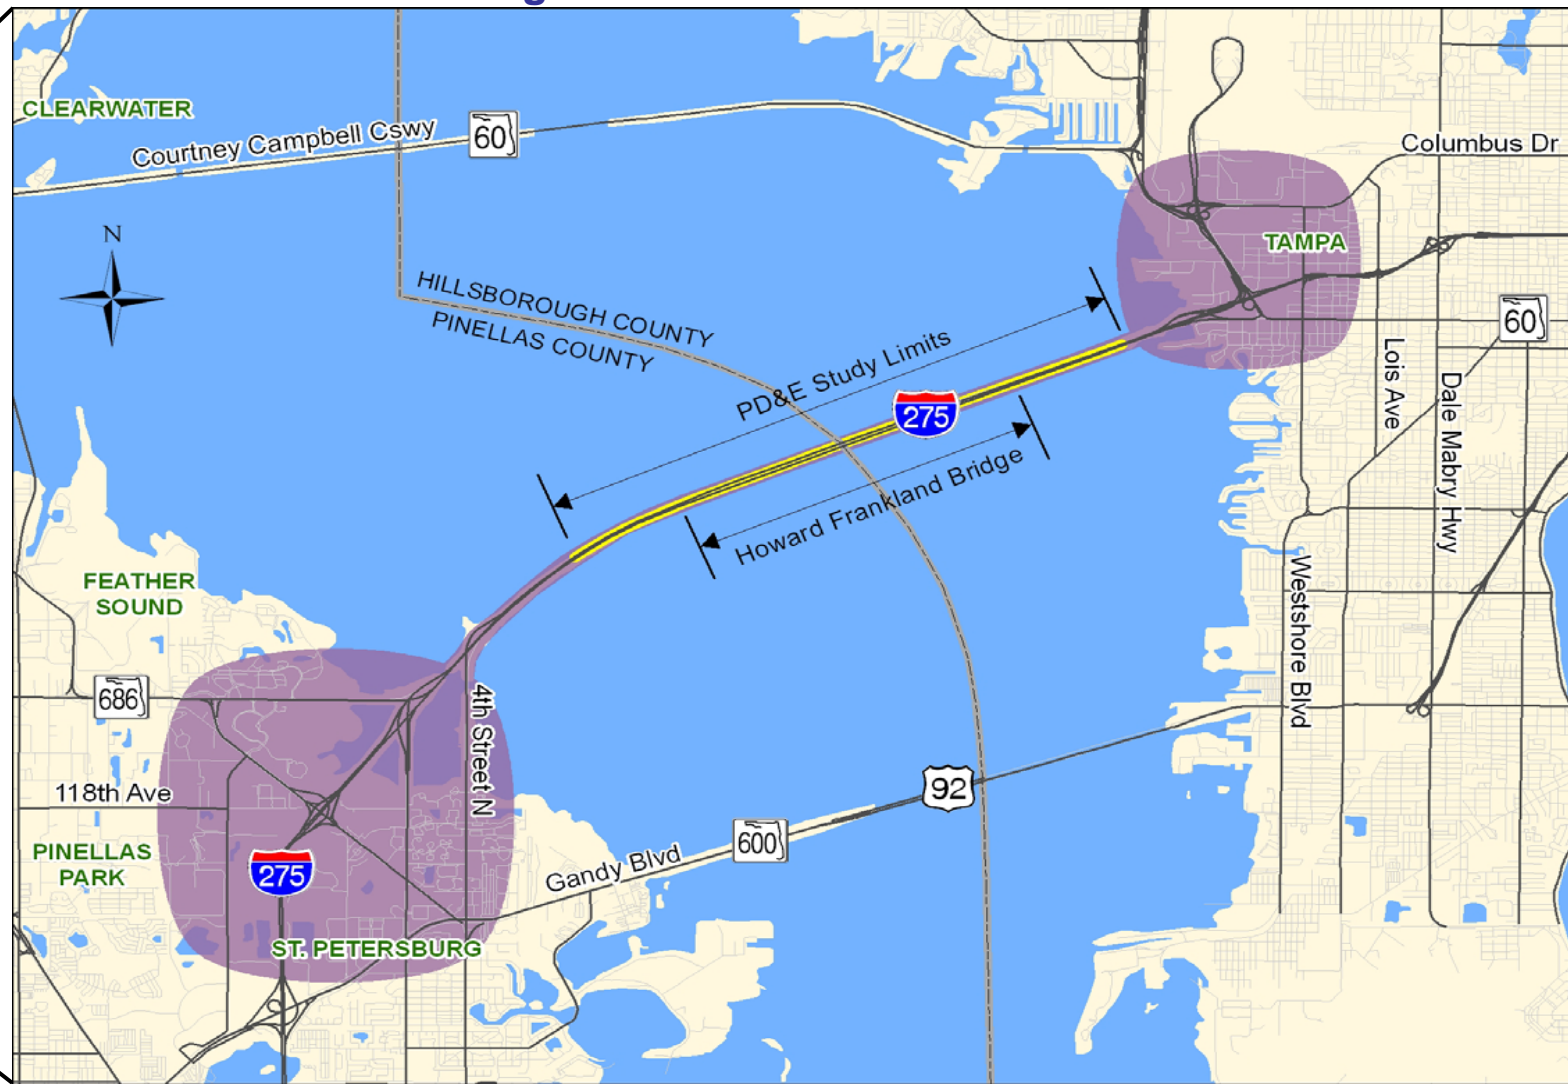 CLEARWATER
Courtney Campbell Cswy
60
Columbus Dr
N
TAMPA
HILLSBOROUGH COUNTY
PINELLAS COUNTY
60
PD&E Study Limits
Lois Ave
275
Dale Mabry Hwy
Howard Frankland Bridge
FEATHER
SOUND
Westshore Blvd
686
4th Street N
118th Ave
92
600
PINELLAS
PARK
Gandy Blvd
275
ST. PETERSBURG